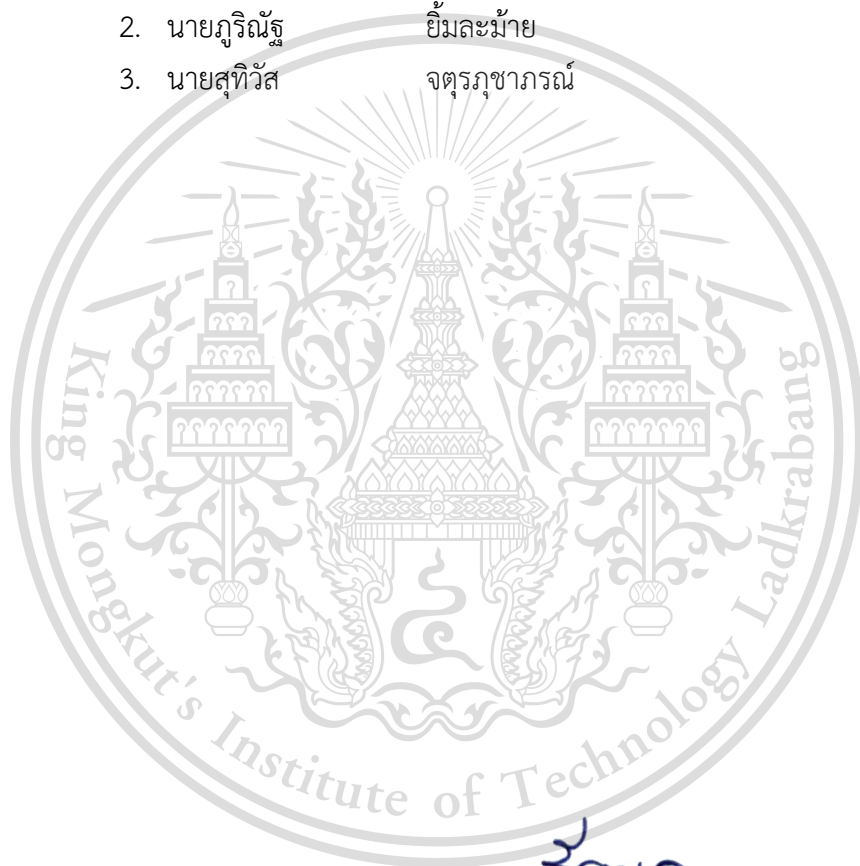 2. นายภูริณัฐ ยิ้มละม้าย
3. นายสุทิวัส จตุรภุชาภรณ์
King Mongkut's Institute of Technology Ladkrabang